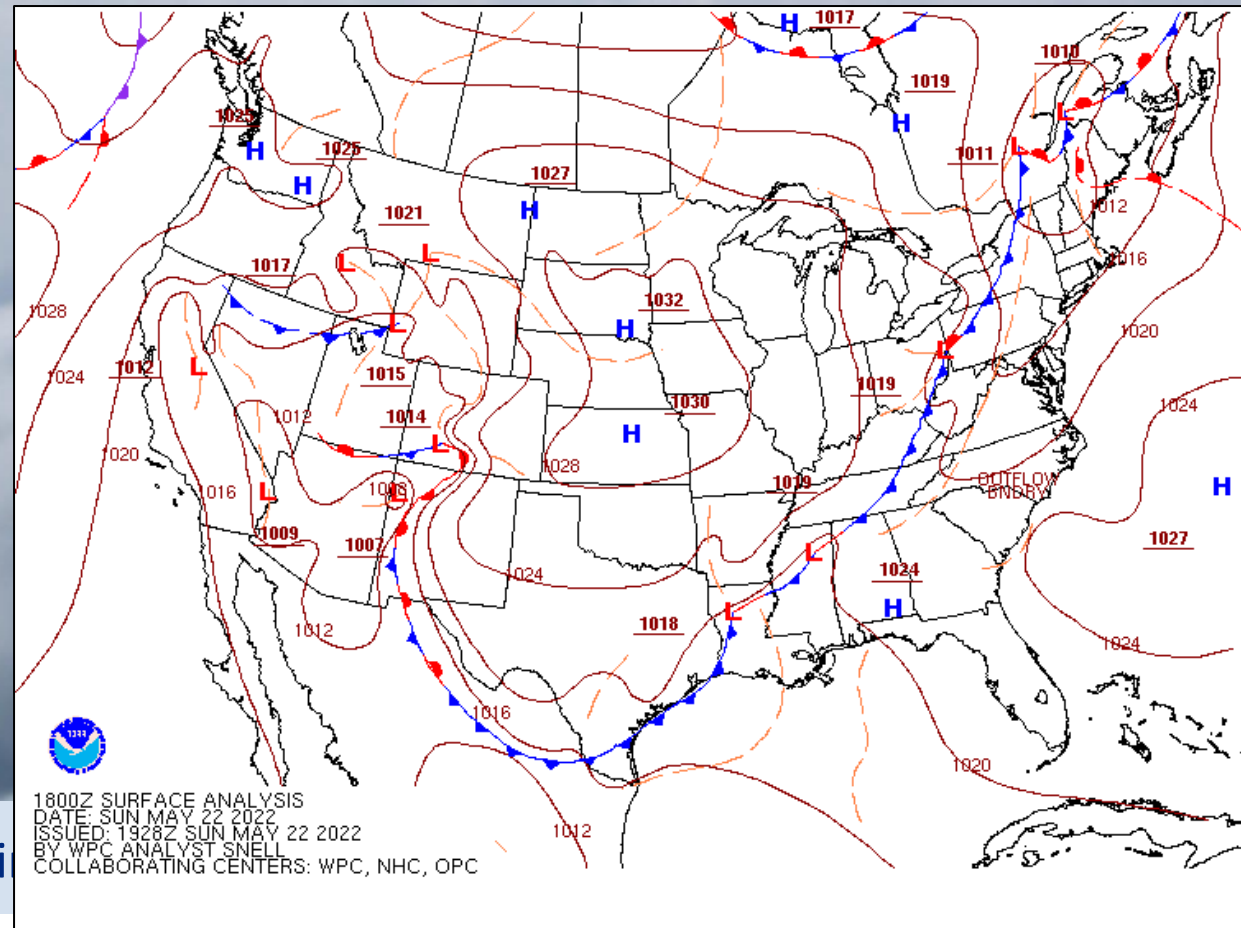 1017
H
1010
1019
H
1025
H
1025
H
1011
L
L
1027
H
1021
1012
1016
L
L
1017
1028
1032
H
1020
L
L
1012
L
1024
1015
1019
1014
1012
1030
H
1024
1020
L
1028
1016
L
1008
L
1019
OUTFLOW
BNDRY
H
1009
1007
L
1027
1024
1024
H
L
1012
1018
1024
1016
1020
1012
1800Z SURFACE ANALYSIS
DATE: SUN MAY 22 2022
ISSUED: 1928Z SUN MAY 22 2022
BY WPC ANALYST SNELL
COLLABORATING CENTERS: WPC, NHC, OPC